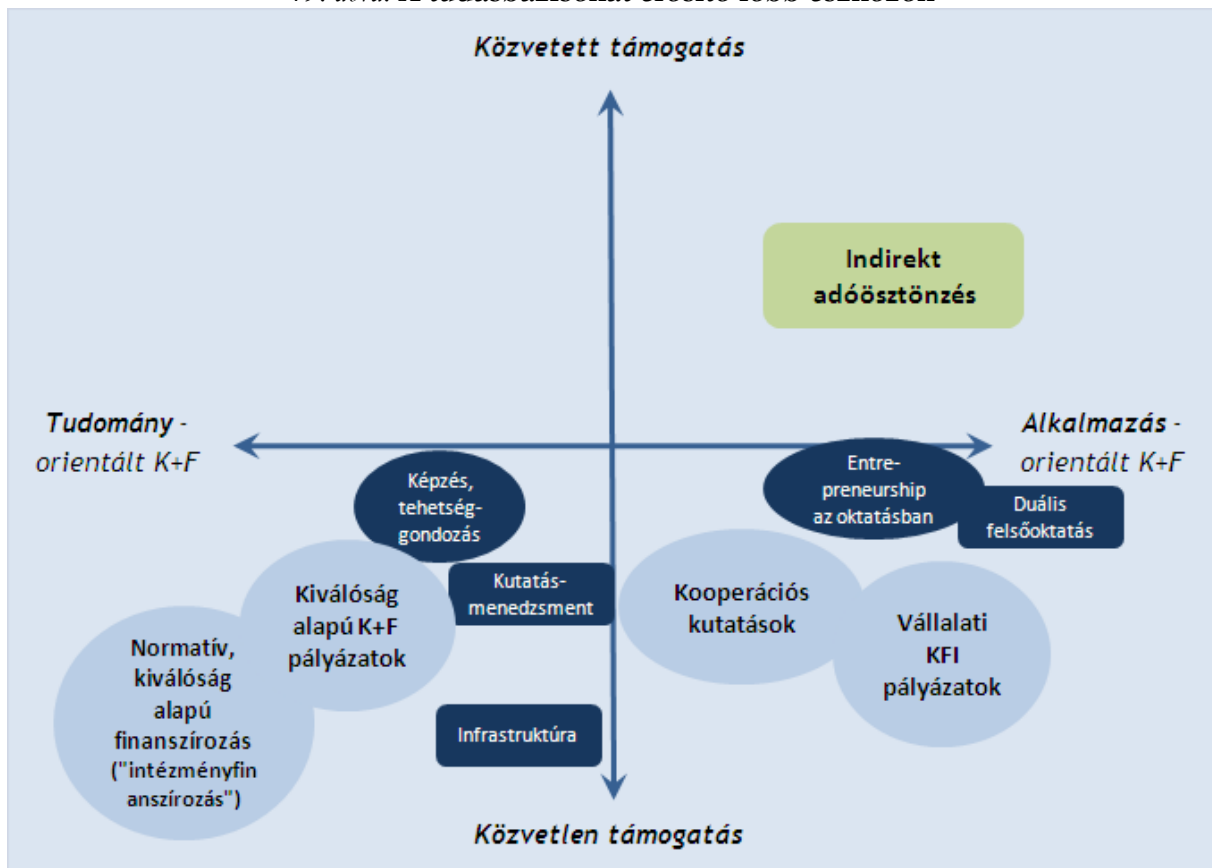 Közvetett támogatás
Indirekt
adóösztönzés
Tudomány -
orientált K+F
Alkalmazás -
orientált K+F
Képzés,
tehetség-
gondozás
Entre-
preneurship
az oktatásban
Duális
felsőoktatás
Kiválóság
alapú K+F
pályázatok
Kutatás-
menedzsment
Kooperációs
kutatások
Vállalati
KFI
pályázatok
Normatív,
kiválóság
alapú
finanszírozás
("intézményfin
anszírozás")
Infrastruktúra
Közvetlen támogatás